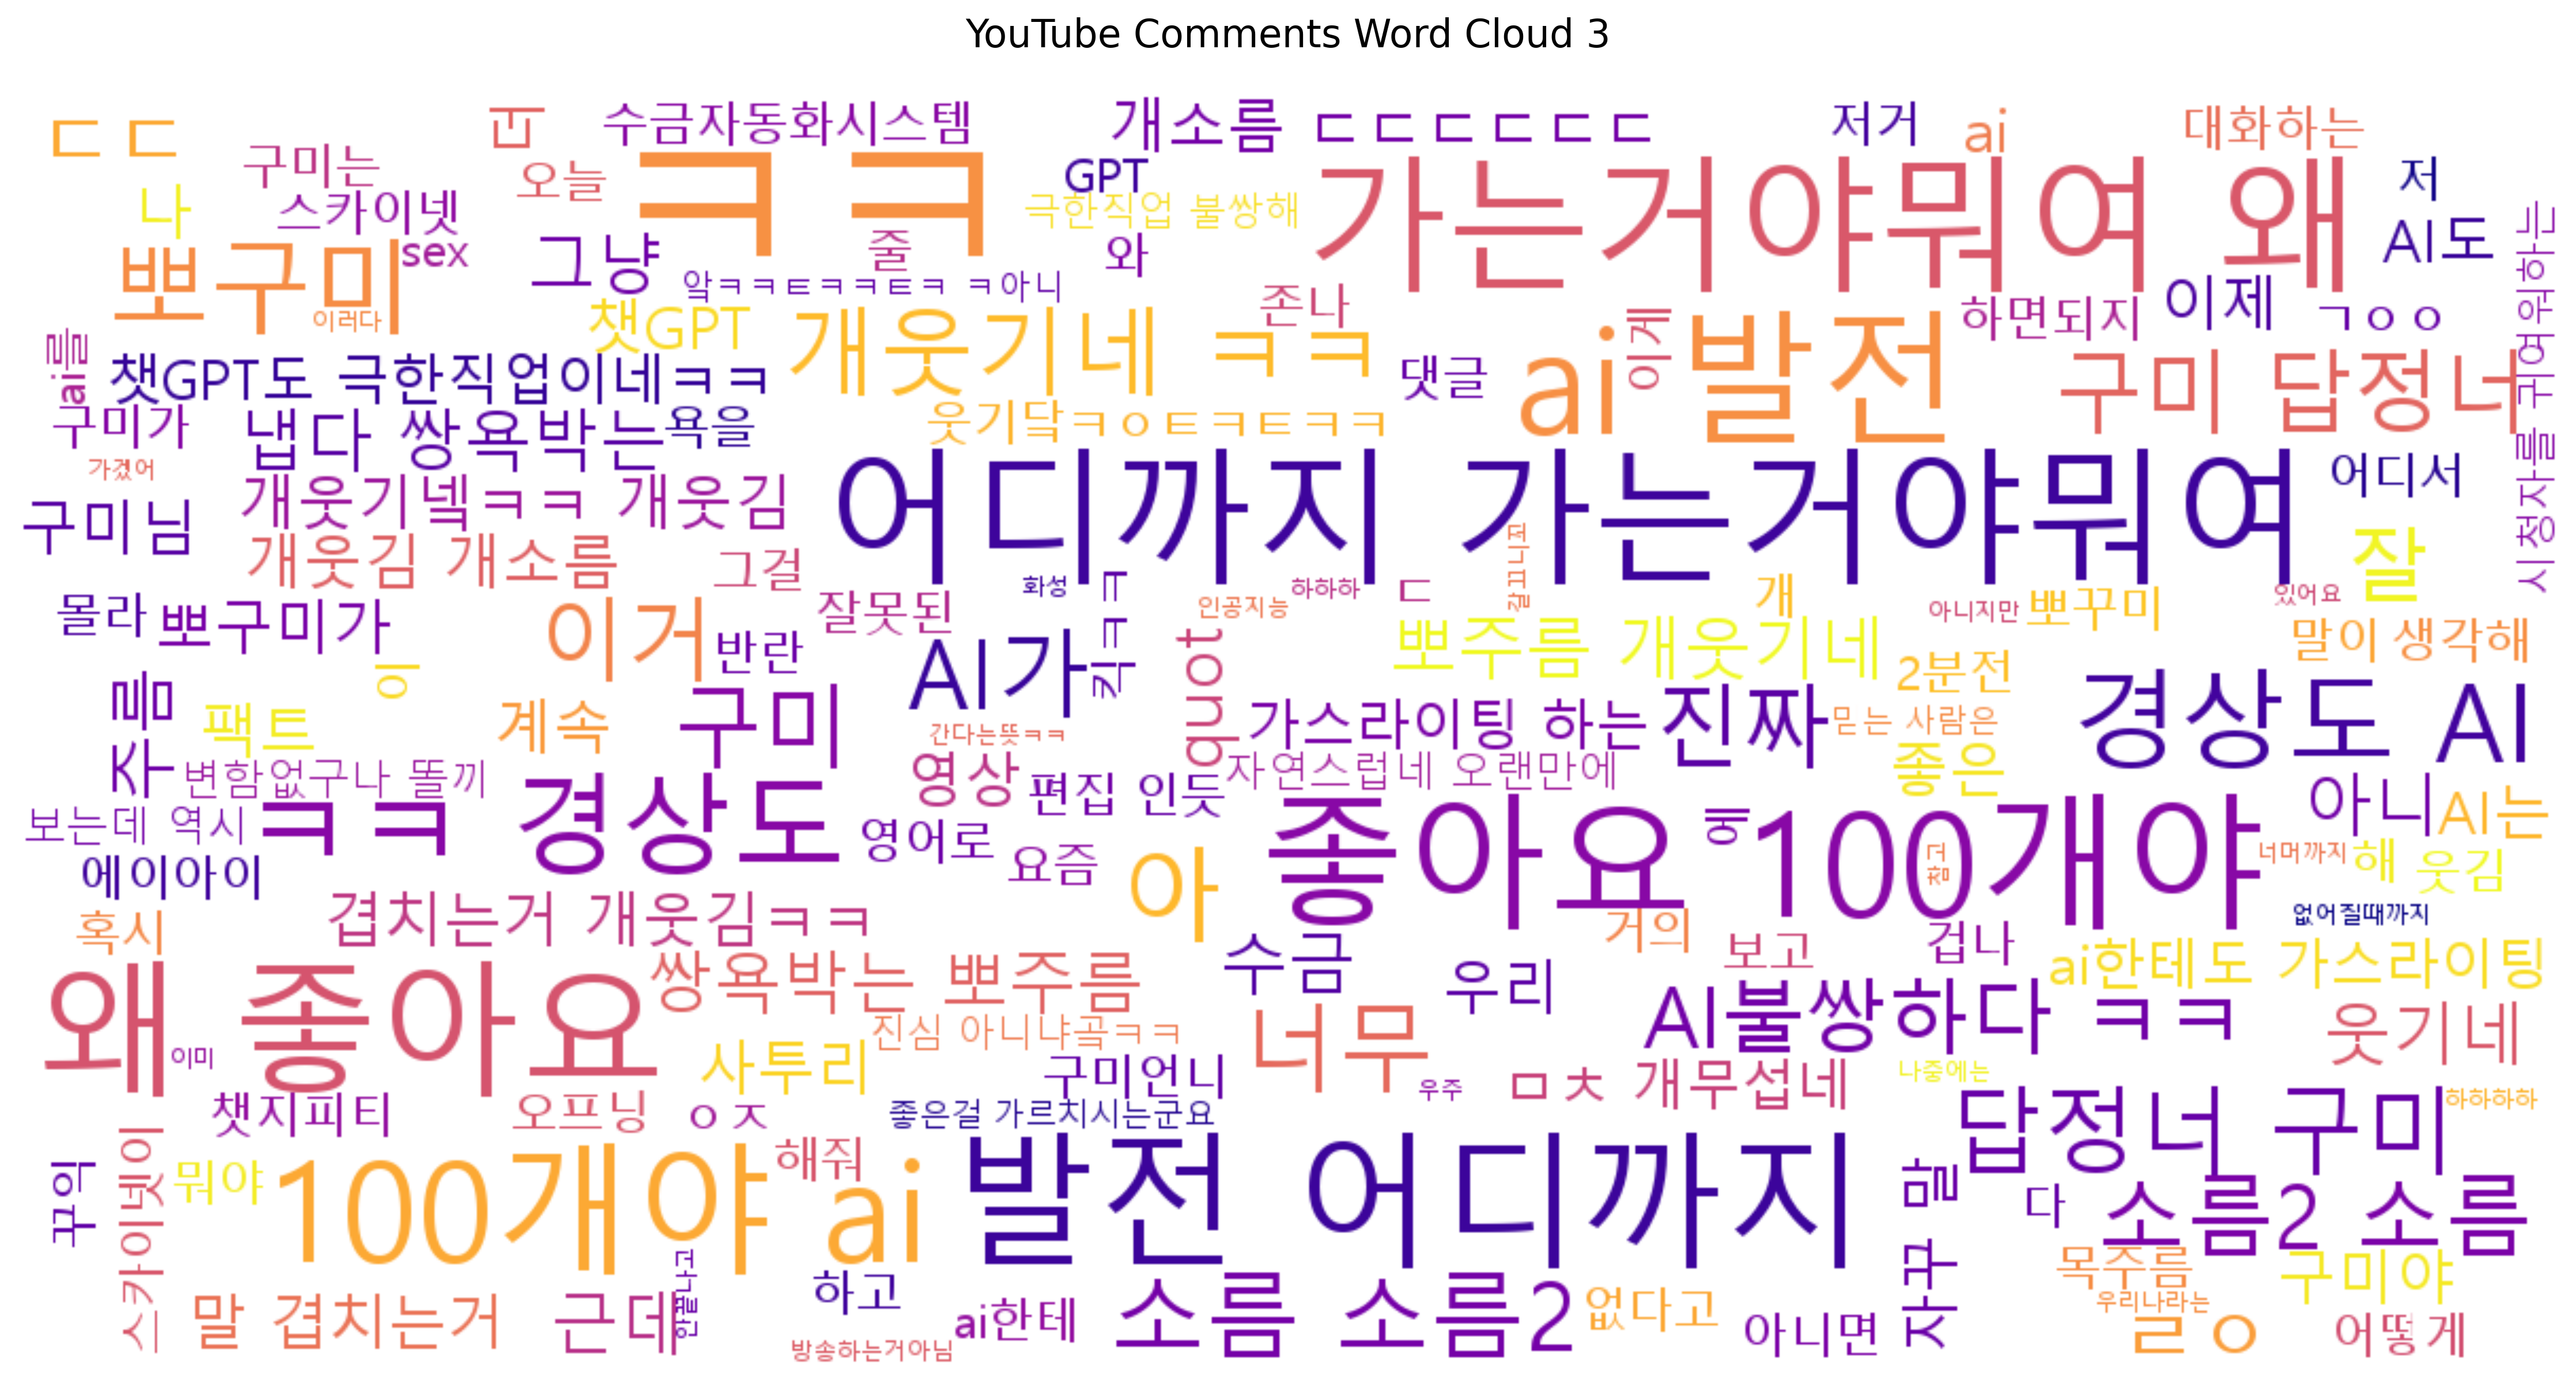 YouTube Comments Word Cloud 3
ㄷㄷ
더
수금자동화시스템
개소름 ㄷㄷㄷㄷㄷㄷ
저거
ai
대화하는
구미는
오늘
ㅋㅋ
GPT
가는거야뭐여 왜
저
나
스카이넷
극한직업 불쌍해
AI도
뽀구미
sex
그냥
줄
와
시청자를 귀여워하는
이러다
앜ㅋㅋㅌㅋㅋㅌㅋ ㅋ아니
존나
하면되지
이제
ㄱㅇㅇ
ai를
챗GPT
개웃기네 ㅋㅋ
ai 발전
이게
챗GPT도 극한직업이네ㅋㅋ
댓글
구미 답정너
구미가
냅다 쌍욕박는
욕을
웃기닼ㅋㅇㅌㅋㅌㅋㅋ
가겠어
개웃기넼ㅋㅋ 개웃김
어디까지 가는거야뭐여
어디서
구미님
개웃김 개소름
그걸
화성
ㅋㅋ킥
하하하
ㄷ
갈끄니꼬
잘
몰라
뽀구미가
이거
반란
잘못된
인공지능
개
아니지만
뽀꾸미
있어요
이
AI가
quot
뽀주름 개웃기네
말이 생각해
2분전
주름
팩트
계속
구미
간다는뜻ㅋㅋ
가스라이팅 하는
진짜
믿는 사람은
경상도 AI
변함없구나 똘끼
영상
편집 인듯
자연스럽네 오랜만에
좋은
보는데 역시
ㅋㅋ 경상도
영어로
요즘
아
좋아요 100개야
에
참고
아니
AI는
에이아이
너머까지
해
웃김
혹시
겹치는거 개웃김ㅋㅋ
수금
거의
보고
겁나
없어질때까지
왜 좋아요
쌍욕박는 뽀주름
우리
ai한테도 가스라이팅
이미
사투리
진심 아니냐곸ㅋㅋ
너무
AI불쌍하다 ㅋㅋ
웃기네
구미언니
우주
ㅁㅊ 개무섭네
나중에는
챗지피티
오프닝
ㅇㅈ
좋은걸 가르치시는군요
답정너 구미
하하하하
꾸익
스카이넷이
뭐야
100개야 ai
해줘
발전 어디까지
자꾸 말
다
소름2 소름
안끝나고
하고
목주름
구미야
말 겹치는거
근데
ai한테
소름 소름2
없다고
아니면
우리나라는
ㄹㅇ
어떻게
방송하는거아님